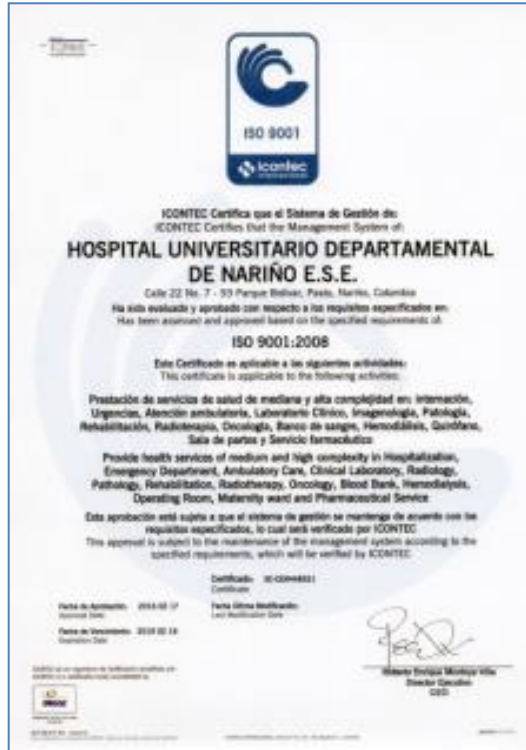 ISO 9001
icontec
internacional
ICONTEC Certifica que el Sistema de Gestión de:
ICONTEC Certifies that the Management System of:
HOSPITAL UNIVERSITARIO DEPARTAMENTAL
DE NARIÑO E.S.E.
Calle 22 No. 7 - 93 Parque Bolívar, Pasto, Nariño, Colombia
Ha sido evaluado y aprobado con respecto a los requisitos especificados en:
Has been assessed and approved based on the specified requirements of:
ISO 9001:2008
Este Certificado es aplicable a las siguientes actividades:
This certificate is applicable to the following activities:
Prestación de servicios de salud de mediana y alta complejidad en: internación,
Urgencias, Atención ambulatoria, Laboratorio Clínico, Imagenología, Patología,
Rehabilitación, Radioterapia, Oncología, Banco de sangre, Hemodiálisis, Quirófano,
Sala de partos y Servicio farmacéutico
Provide health services of medium and high complexity in Hospitalization,
Emergency Department, Ambulatory Care, Clinical Laboratory, Radiology,
Pathology, Rehabilitation, Radiotherapy, Oncology, Blood Bank, Hemodialysis,
Operating Room, Maternity ward and Pharmaceutical Service
Esta aprobación está sujeta a que el sistema de gestión se mantenga de acuerdo con los
requisitos especificados, lo cual será verificado por ICONTEC
This approval is subject to the maintenance of the management system according to the
specified requirements, which will be verified by ICONTEC
Certificado:
Certificate
Fecha de Aprobación: 2016 02 17
Approval Date:
Fecha Última Modificación:
Last Modification Date
Fecha de Vencimiento:
Expiration Date
Roberto Enrique Montoya Villa
Director Ejecutivo
CEO